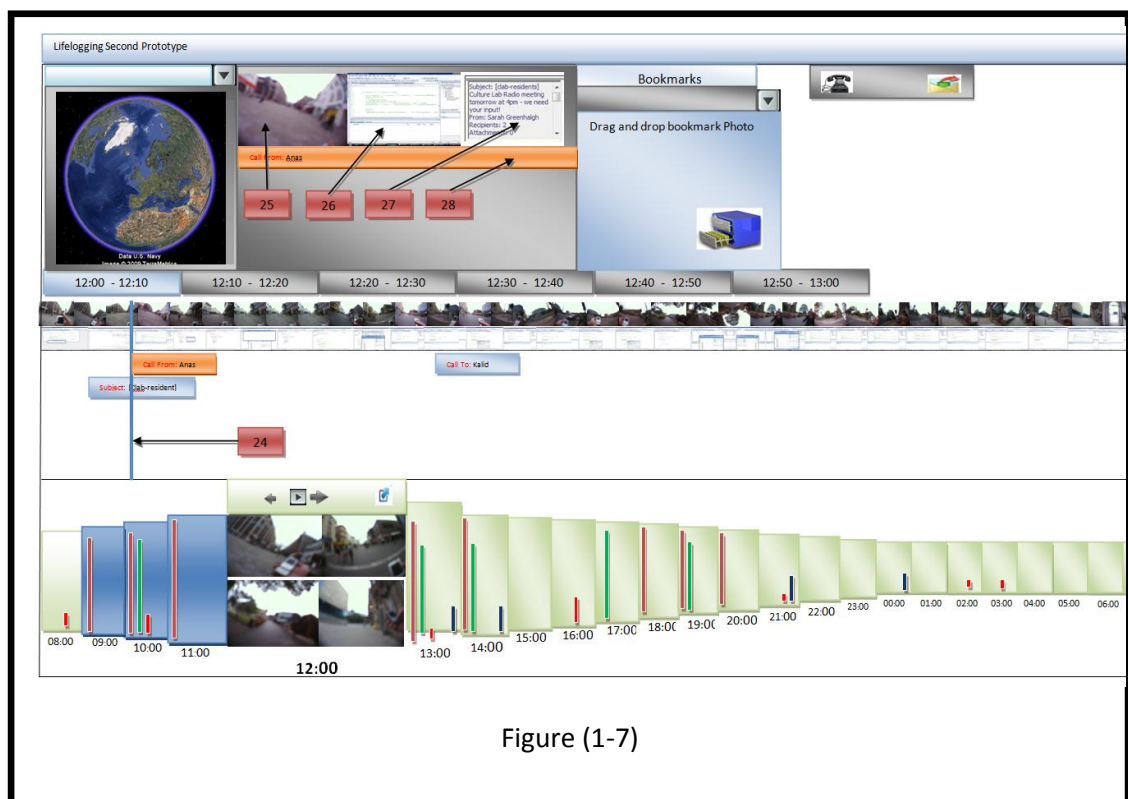 Lifelogging Second Prototype
Bookmarks
Subject: [clab-residents]
Culture Lab Radio meeting
tomorrow at 4pm - we need
your input!!
From: Sarah Greenhalgh
Recipients: 2
Attachments: 0
Drag and drop bookmark Photo
Call From: Anas
25
26
27
28
Data U.S. Navy
Image © 2009 TerraMetrics
12:00 - 12:10
12:10 - 12:20
12:20 - 12:30
12:30 - 12:40
12:40 - 12:50
12:50 - 13:00
Call From: Anas
Call To: Kalid
Subject: [clab-resident]
24
08:00
09:00
10:00
11:00
12:00
13:00
14:00
15:00
16:00
17:00
18:00
19:00
20:00
21:00
22:00
23:00
00:00
01:00
02:00
03:00
04:00
05:00
06:00
Figure (1-7)